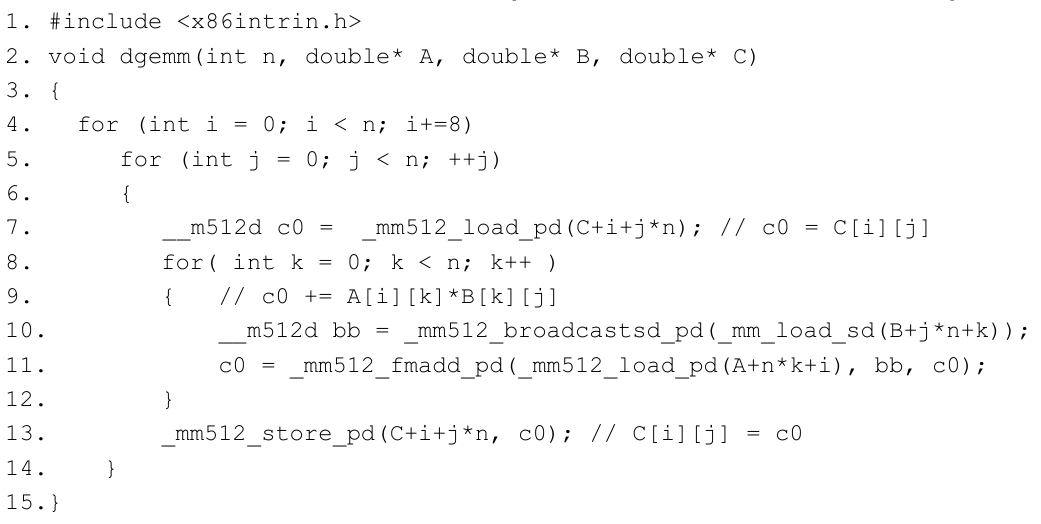 1. #include <x86intrin.h>
2. void dgemm(int n, double* A, double* B, double* C)
3. {
4. for (int i = 0; i < n; i+=8)
5. for (int j = 0; j < n; ++j)
6. {
7. __m512d c0 = _mm512_load_pd(C+i+j*n); // c0 = C[i][j]
8. for( int k = 0; k < n; k++ )
9. { // c0 += A[i][k]*B[k][j]
10. __m512d bb = _mm512_broadcastsd_pd(_mm_load_sd(B+j*n+k));
11. c0 = _mm512_fmadd_pd(_mm512_load_pd(A+n*k+i), bb, c0);
12. }
13. _mm512_store_pd(C+i+j*n, c0); // C[i][j] = c0
14. }
15.}